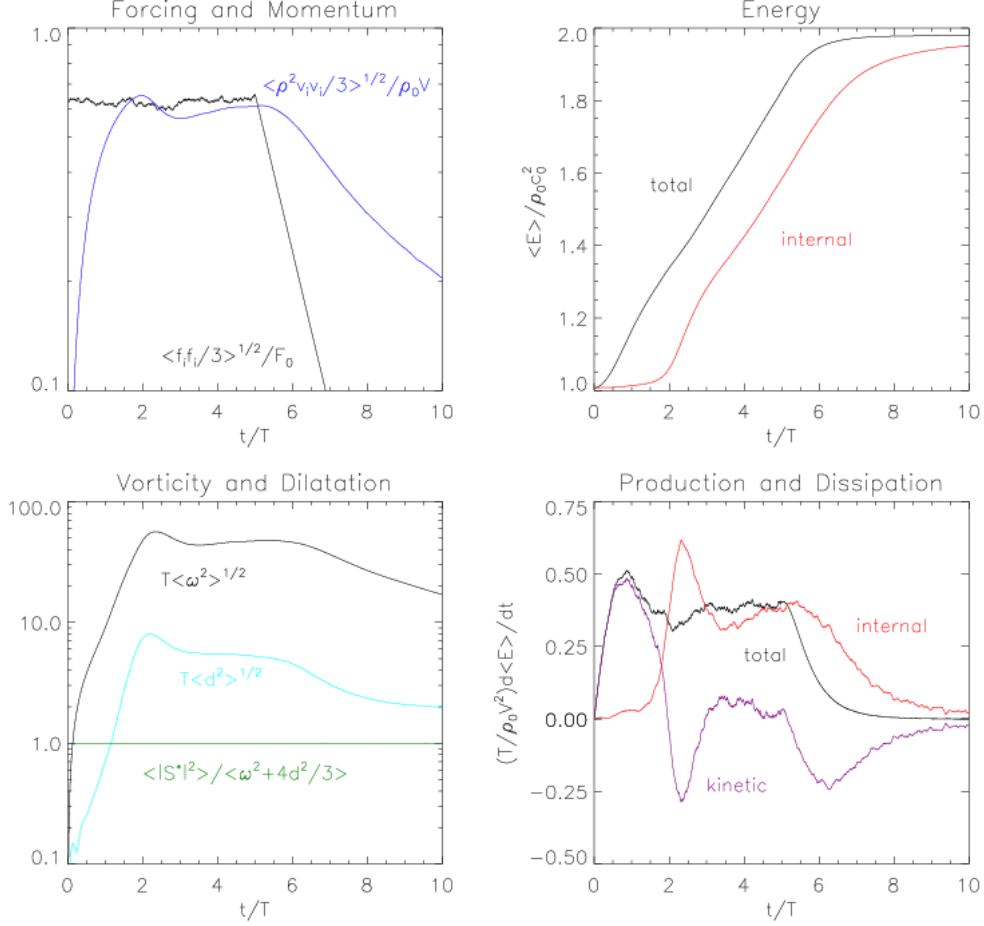 Forcing and Momentum
1.0
<ρ²vᵢvᵢ/3>^1/2/ρ₀V
<fᵢfᵢ/3>^1/2/F₀
0.1
0 2 4 6 8 10
t/T
Energy
2.0
1.8
1.6
1.4
1.2
1.0
<E>/ρ₀c₀²
total
internal
0 2 4 6 8 10
t/T
Vorticity and Dilatation
100.0
10.0
1.0
0.1
T<ω²>^1/2
T<d²>^1/2
<|S*|²>/<ω²+4d²/3>
0 2 4 6 8 10
t/T
Production and Dissipation
0.75
0.50
0.25
0.00
−0.25
−0.50
(T/ρ₀V²)d<E>/dt
internal
total
kinetic
0 2 4 6 8 10
t/T